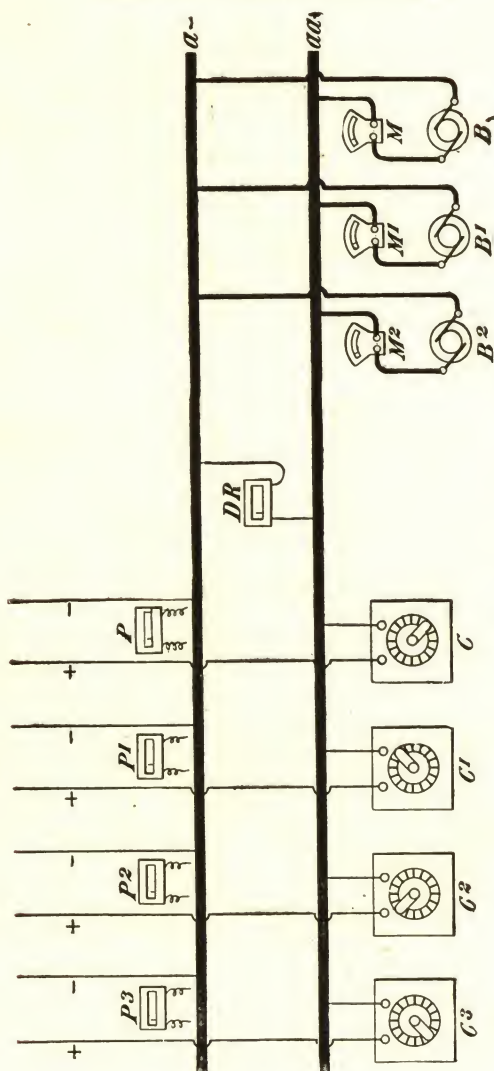 + - + - + - + -
P3 P2 P1 P
a-
DR
aa+
M² M¹ M
C³ C² C¹ C B² B¹ B